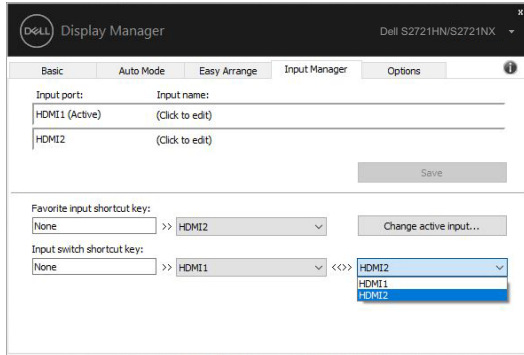 x
DELL Display Manager Dell S2721HN/S2721NX
Basic Auto Mode Easy Arrange Input Manager Options i
Input port: Input name:
HDMI1 (Active) (Click to edit)
HDMI2 (Click to edit)
Save
Favorite input shortcut key:
None >> HDMI2 Change active input...
Input switch shortcut key:
None >> HDMI1 <<>> HDMI2
HDMI1
HDMI2